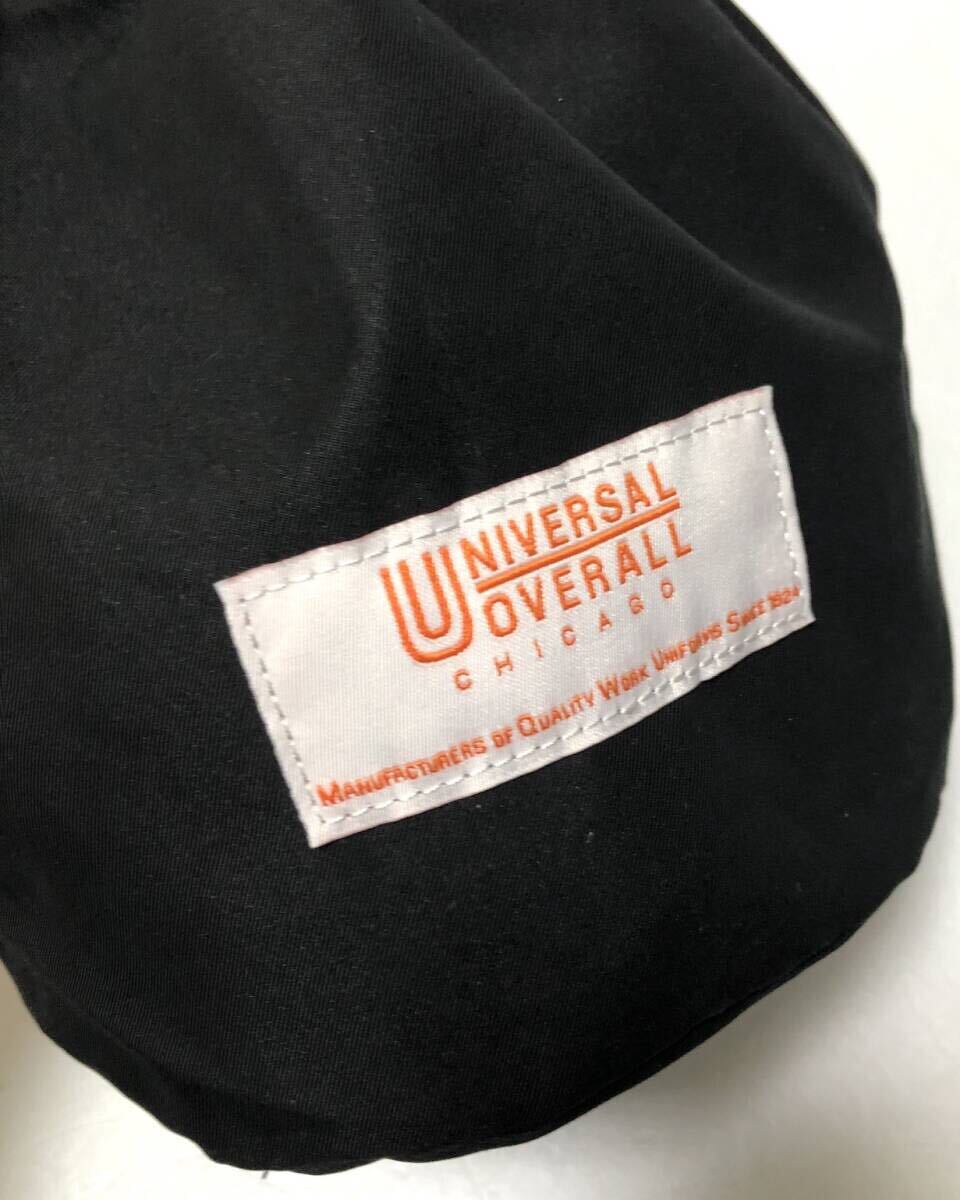 UNIVERSAL
OVERALL
CHICAGO
MANUFACTURERS OF QUALITY WORK UNIFORMS SINCE 1924